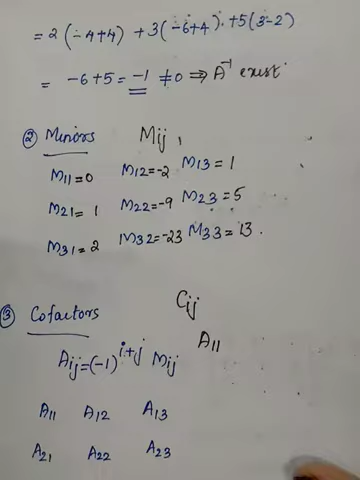 = 2 (-4+4) + 3(-6+4) + 5(3-2)
= -6+5 = -1 ≠0 ⇒ A⁻¹ exist
② Minors Mij
M11=0 M12=-2 M13=1
M21=1 M22=-9 M23=5
M31=2 M32=-23 M33=13.
③ Cofactors Cij
A11
Aij=(-1)^i+j Mij
A11 A12 A13
A21 A22 A23